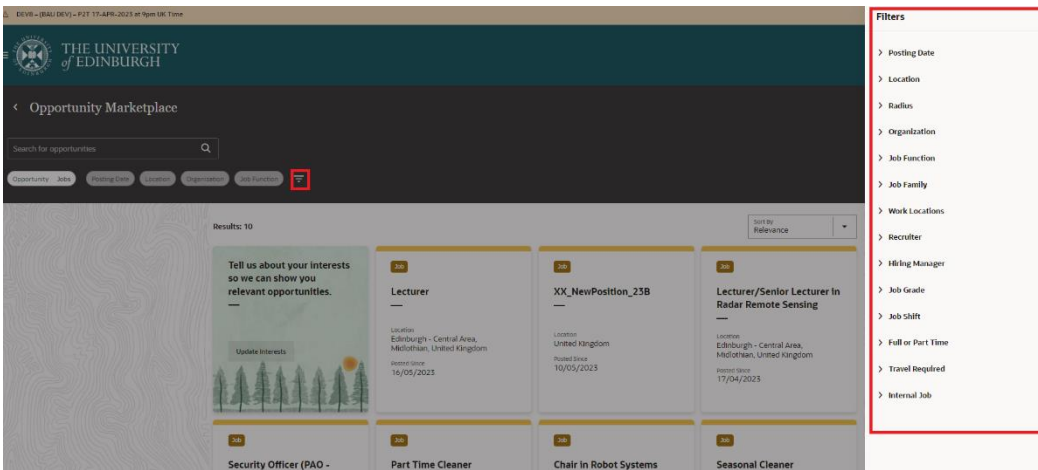 DEV8 - (BAU DEV) - P2T 17-APR-2023 at 9pm UK Time
THE UNIVERSITY
of EDINBURGH
Opportunity Marketplace
Search for opportunities
Opportunity Jobs
Posting Date
Location
Organization
Job Function
Results: 10
Sort By
Relevance
Tell us about your interests
so we can show you
relevant opportunities.
Update Interests
Job
Lecturer
Location
Edinburgh - Central Area,
Midlothian, United Kingdom
Posted Since
16/05/2023
Job
XX_NewPosition_23B
Location
United Kingdom
Posted Since
10/05/2023
Job
Lecturer/Senior Lecturer in
Radar Remote Sensing
Location
Edinburgh - Central Area,
Midlothian, United Kingdom
Posted Since
17/04/2023
Job
Security Officer (PAO -
Job
Part Time Cleaner
Job
Chair in Robot Systems
Job
Seasonal Cleaner
Filters
Posting Date
Location
Radius
Organization
Job Function
Job Family
Work Locations
Recruiter
Hiring Manager
Job Grade
Job Shift
Full or Part Time
Travel Required
Internal Job